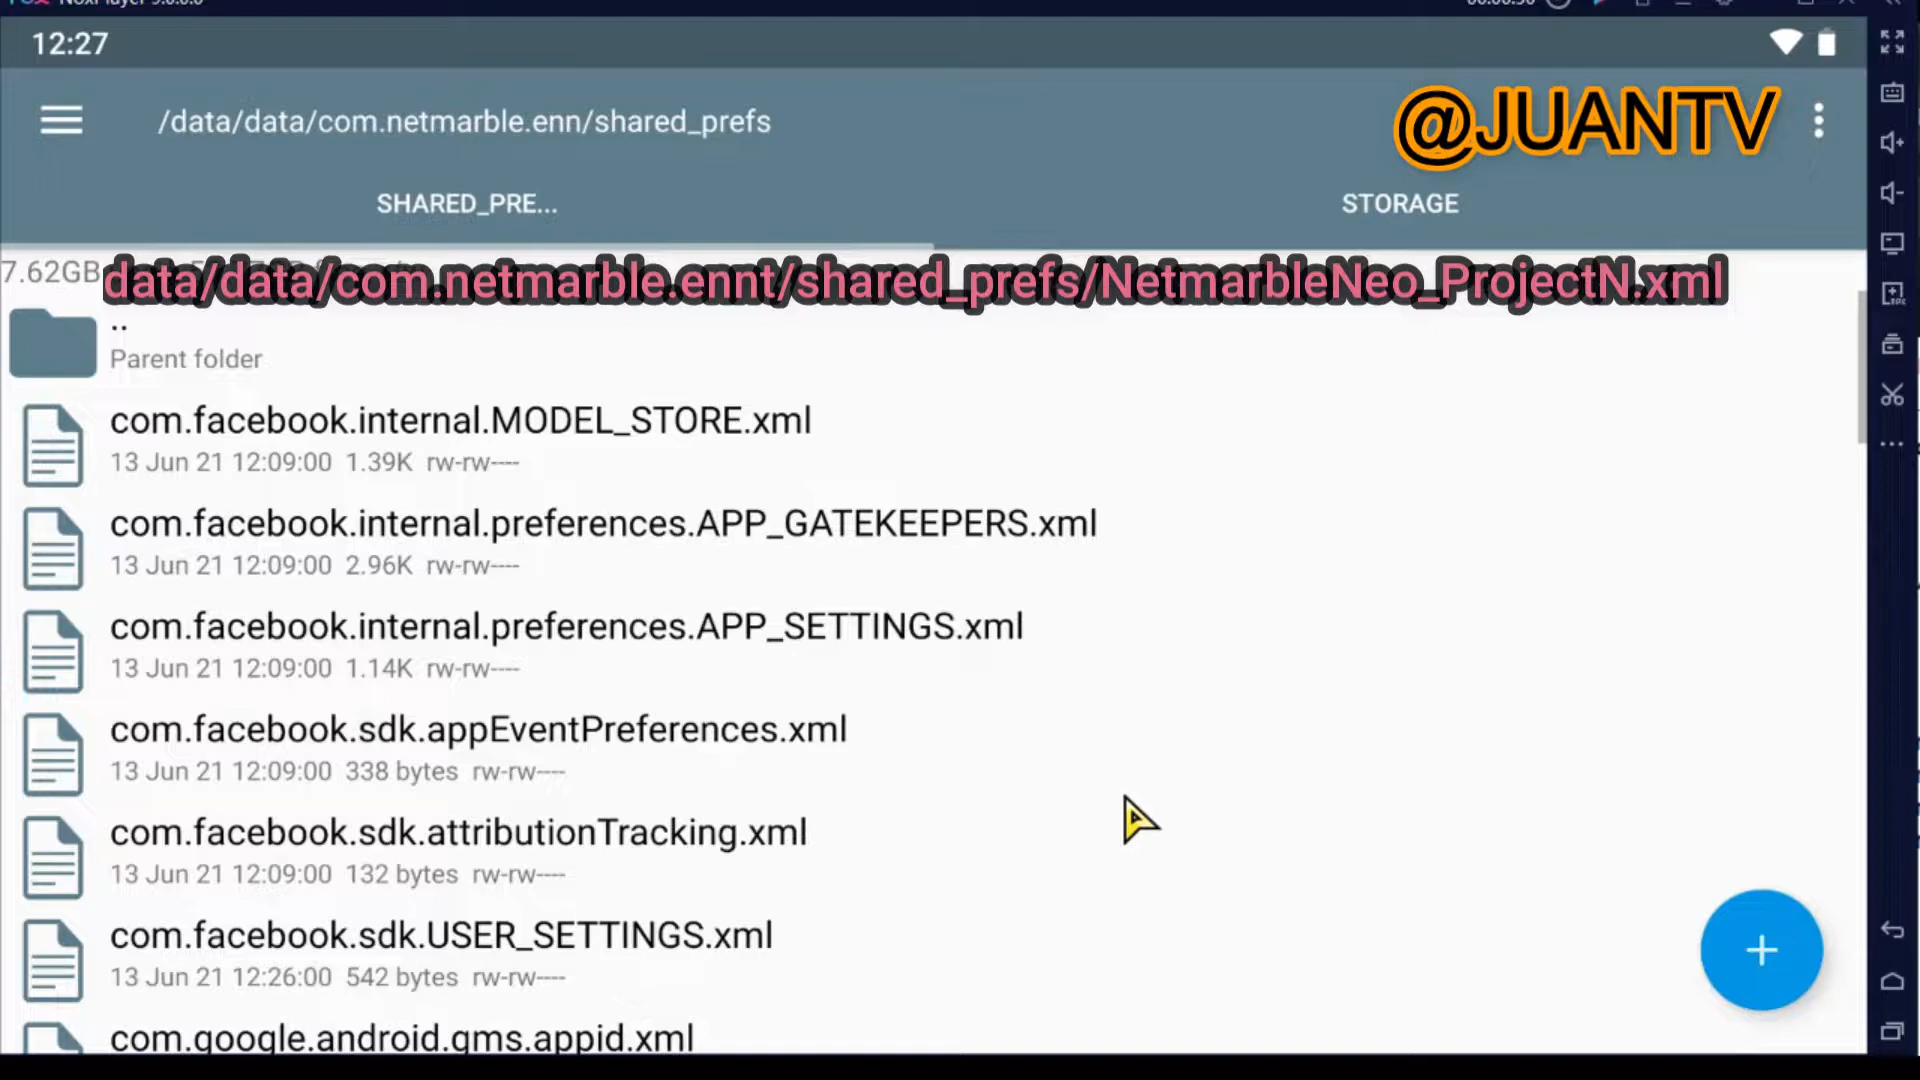 NoxPlayer
12:27
/data/data/com.netmarble.enn/shared_prefs
@JUANTV
SHARED_PRE...
STORAGE
7.62GB
data/data/com.netmarble.ennt/shared_prefs/NetmarbleNeo_ProjectN.xml
..
Parent folder
com.facebook.internal.MODEL_STORE.xml
13 Jun 21 12:09:00 1.39K rw-rw----
com.facebook.internal.preferences.APP_GATEKEEPERS.xml
13 Jun 21 12:09:00 2.96K rw-rw----
com.facebook.internal.preferences.APP_SETTINGS.xml
13 Jun 21 12:09:00 1.14K rw-rw----
com.facebook.sdk.appEventPreferences.xml
13 Jun 21 12:09:00 338 bytes rw-rw----
com.facebook.sdk.attributionTracking.xml
13 Jun 21 12:09:00 132 bytes rw-rw----
com.facebook.sdk.USER_SETTINGS.xml
13 Jun 21 12:26:00 542 bytes rw-rw----
com.google.android.gms.appid.xml